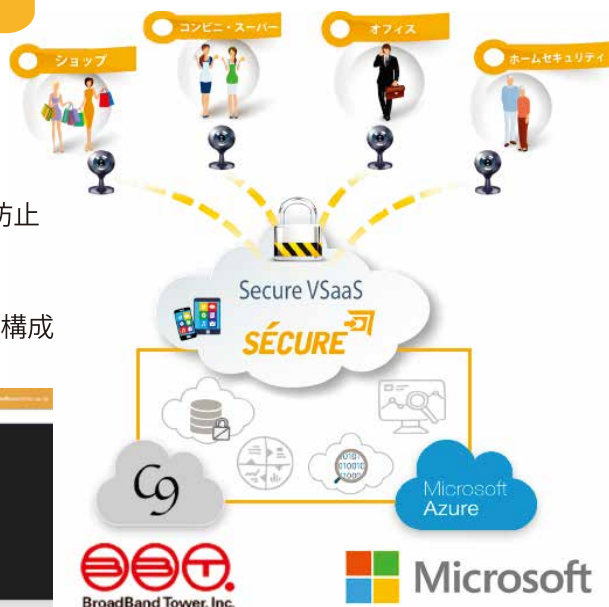 ショップ
コンビニ・スーパー
オフィス
ホームセキュリティ
防止
構成
Secure VSaaS
SÉCURE
C9
Microsoft
Azure
BBT.
BroadBand Tower, Inc.
Microsoft